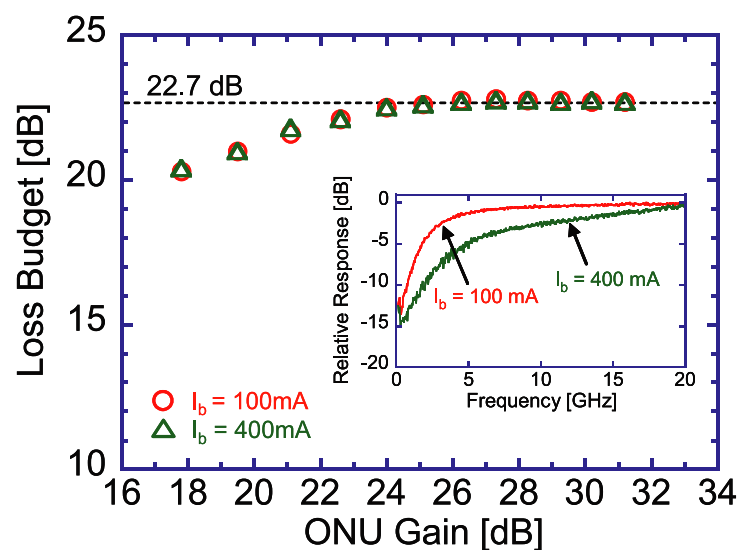 25
22.7 dB
20
15
10
Loss Budget [dB]
16 18 20 22 24 26 28 30 32 34
ONU Gain [dB]
I_b = 100mA
I_b = 400mA
Relative Response [dB]
0
-5
-10
-15
-20
I_b = 100 mA
I_b = 400 mA
0 5 10 15 20
Frequency [GHz]